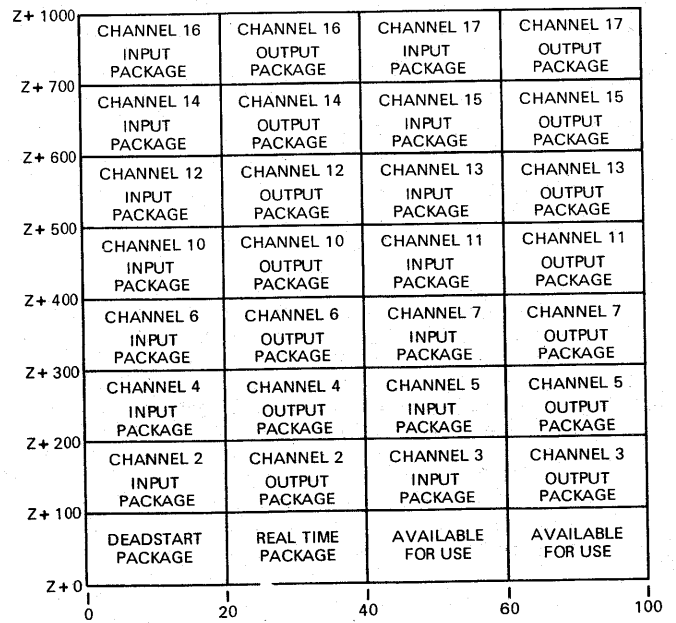 Z+ 1000
CHANNEL 16 INPUT PACKAGE
CHANNEL 16 OUTPUT PACKAGE
CHANNEL 17 INPUT PACKAGE
CHANNEL 17 OUTPUT PACKAGE
Z+ 700
CHANNEL 14 INPUT PACKAGE
CHANNEL 14 OUTPUT PACKAGE
CHANNEL 15 INPUT PACKAGE
CHANNEL 15 OUTPUT PACKAGE
Z+ 600
CHANNEL 12 INPUT PACKAGE
CHANNEL 12 OUTPUT PACKAGE
CHANNEL 13 INPUT PACKAGE
CHANNEL 13 OUTPUT PACKAGE
Z+ 500
CHANNEL 10 INPUT PACKAGE
CHANNEL 10 OUTPUT PACKAGE
CHANNEL 11 INPUT PACKAGE
CHANNEL 11 OUTPUT PACKAGE
Z+ 400
CHANNEL 6 INPUT PACKAGE
CHANNEL 6 OUTPUT PACKAGE
CHANNEL 7 INPUT PACKAGE
CHANNEL 7 OUTPUT PACKAGE
Z+ 300
CHANNEL 4 INPUT PACKAGE
CHANNEL 4 OUTPUT PACKAGE
CHANNEL 5 INPUT PACKAGE
CHANNEL 5 OUTPUT PACKAGE
Z+ 200
CHANNEL 2 INPUT PACKAGE
CHANNEL 2 OUTPUT PACKAGE
CHANNEL 3 INPUT PACKAGE
CHANNEL 3 OUTPUT PACKAGE
Z+ 100
DEADSTART PACKAGE
REAL TIME PACKAGE
AVAILABLE FOR USE
AVAILABLE FOR USE
Z+ 0
0 20 40 60 100